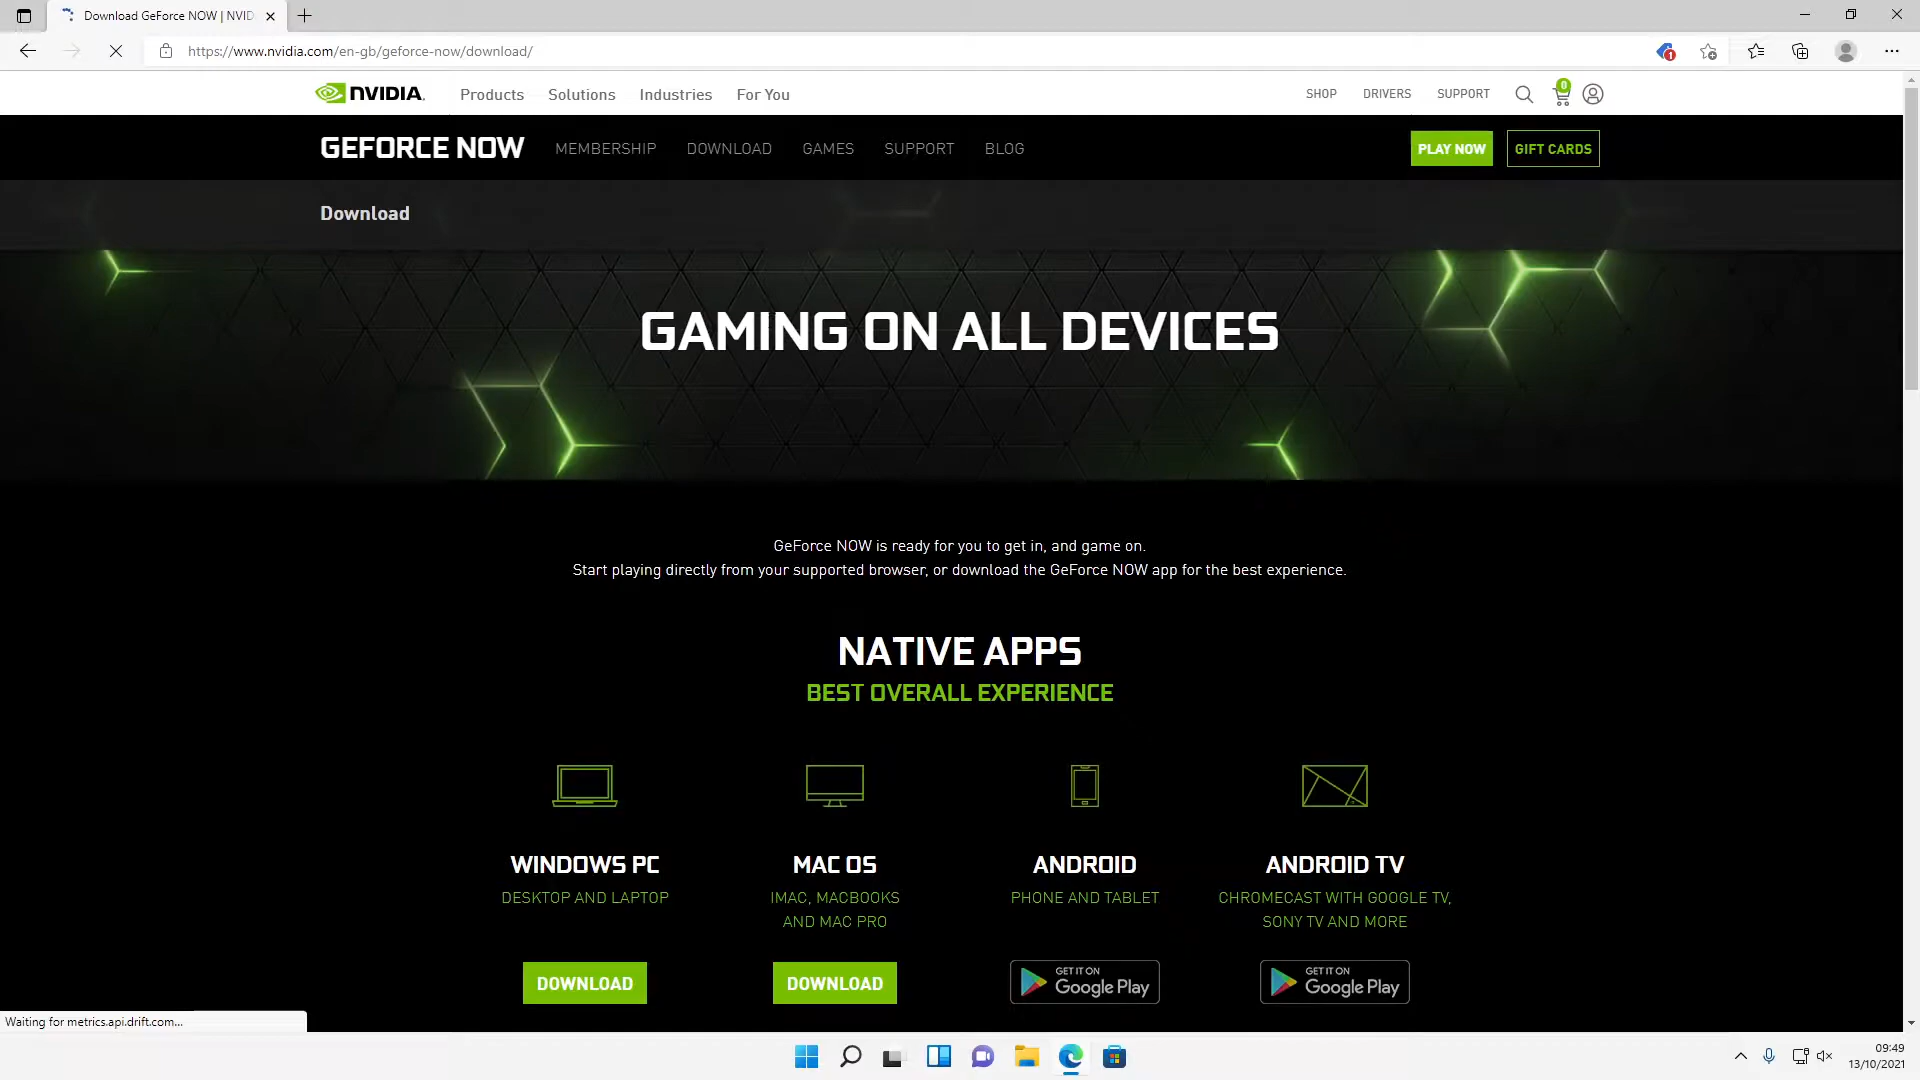 Download GeForce NOW | NVID
https://www.nvidia.com/en-gb/geforce-now/download/
1
NVIDIA.
Products
Solutions
Industries
For You
SHOP
DRIVERS
SUPPORT
0
GEFORCE NOW
MEMBERSHIP
DOWNLOAD
GAMES
SUPPORT
BLOG
PLAY NOW
GIFT CARDS
Download
GAMING ON ALL DEVICES
GeForce NOW is ready for you to get in, and game on.
Start playing directly from your supported browser, or download the GeForce NOW app for the best experience.
NATIVE APPS
BEST OVERALL EXPERIENCE
WINDOWS PC
DESKTOP AND LAPTOP
DOWNLOAD
MAC OS
IMAC, MACBOOKS
AND MAC PRO
DOWNLOAD
ANDROID
PHONE AND TABLET
GET IT ON
Google Play
ANDROID TV
CHROMECAST WITH GOOGLE TV,
SONY TV AND MORE
GET IT ON
Google Play
Waiting for metrics.api.drift.com...
09:49
13/10/2021